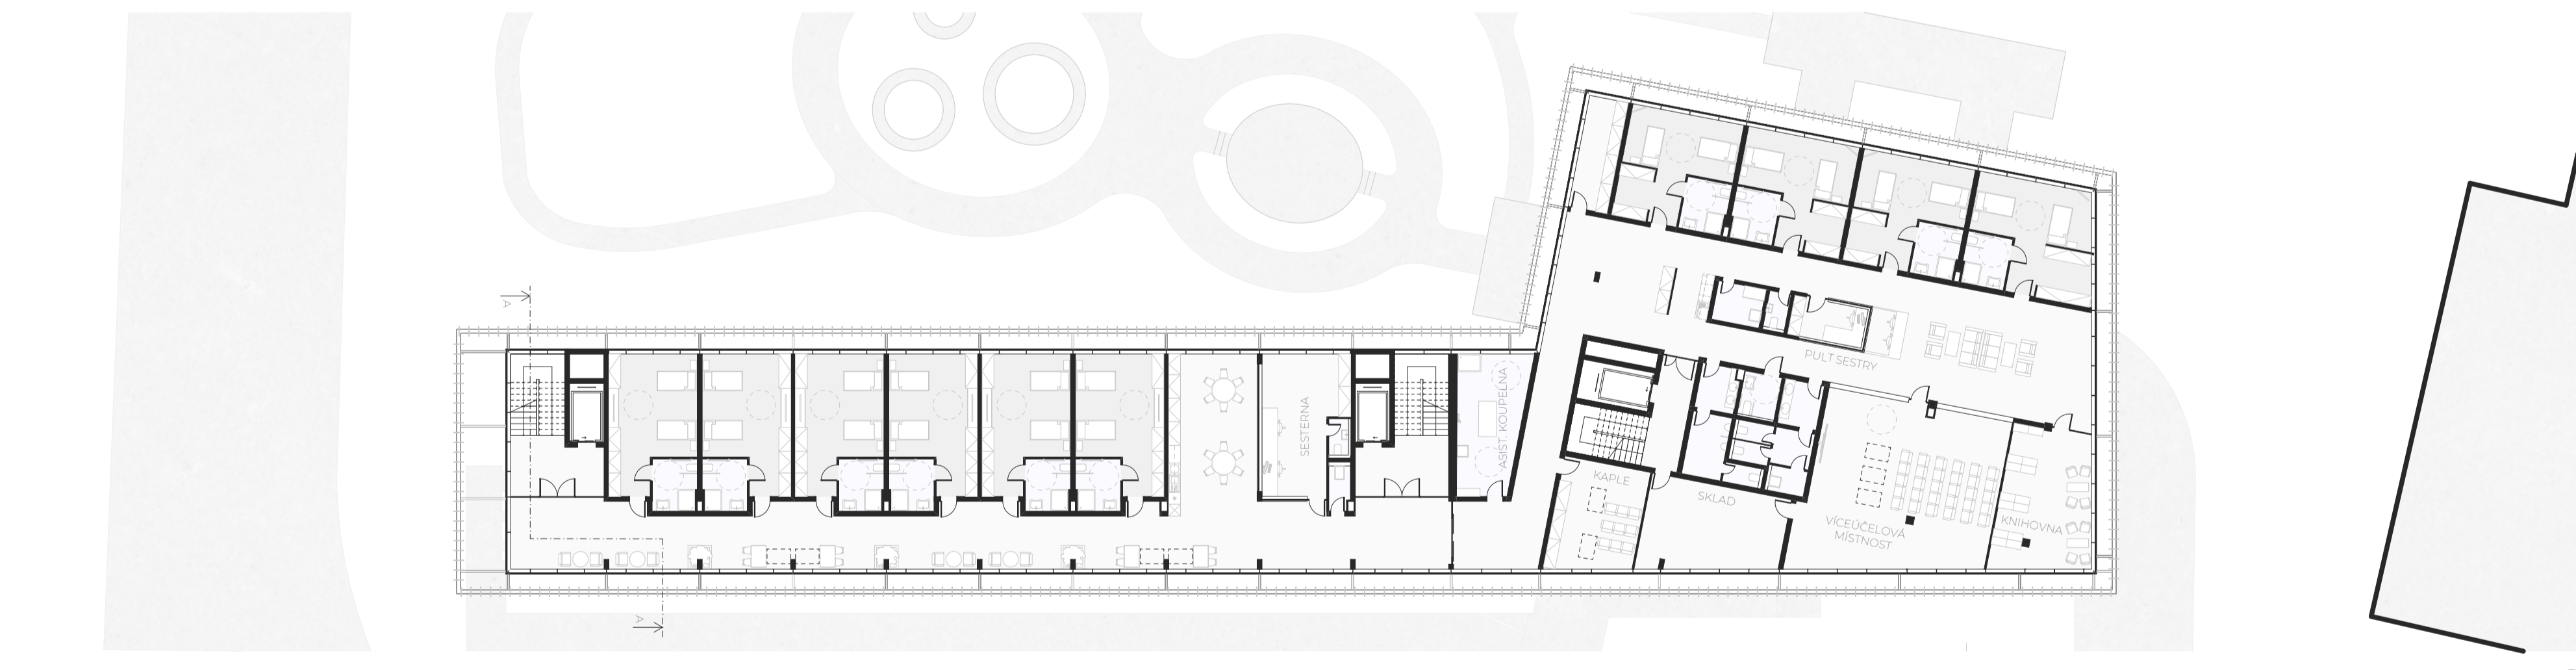 A
SESTERNA
ASIST. KOUPELNA
PULT SESTRY
KAPLE
SKLAD
VÍCEÚČELOVÁ
MÍSTNOST
KNIHOVNA
A